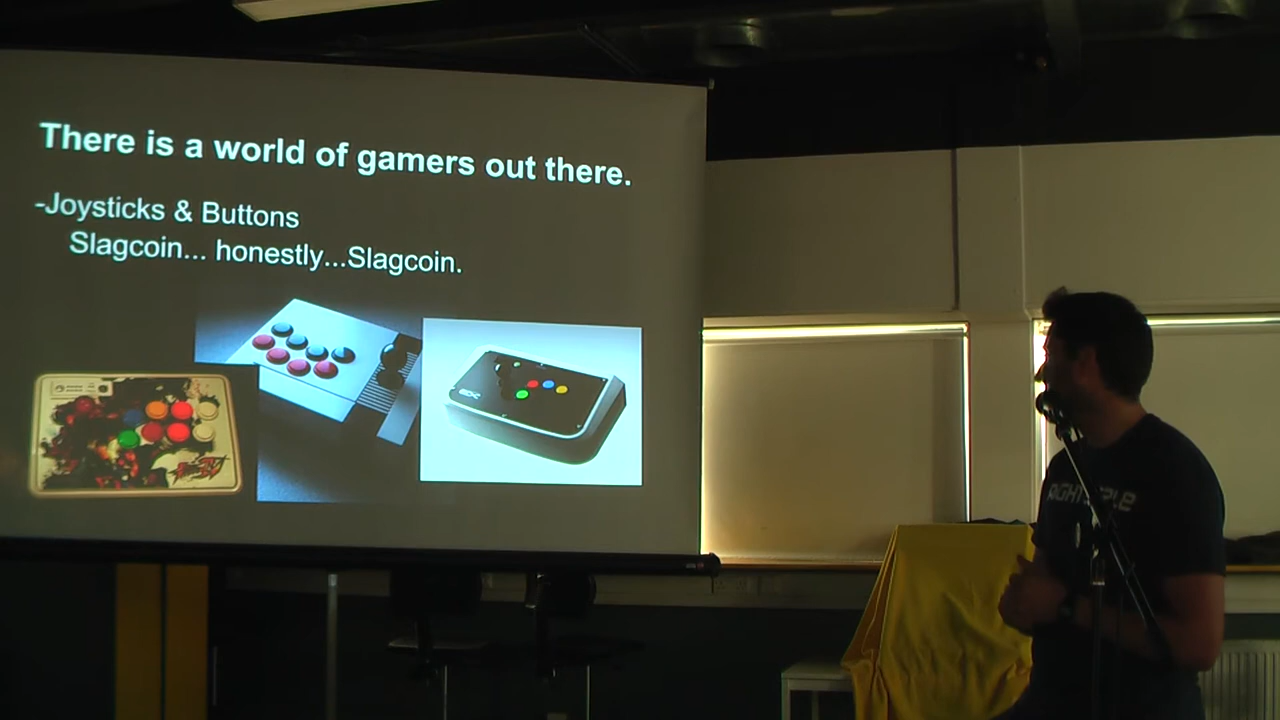 There is a world of gamers out there.
-Joysticks & Buttons
Slagcoin... honestly...Slagcoin.